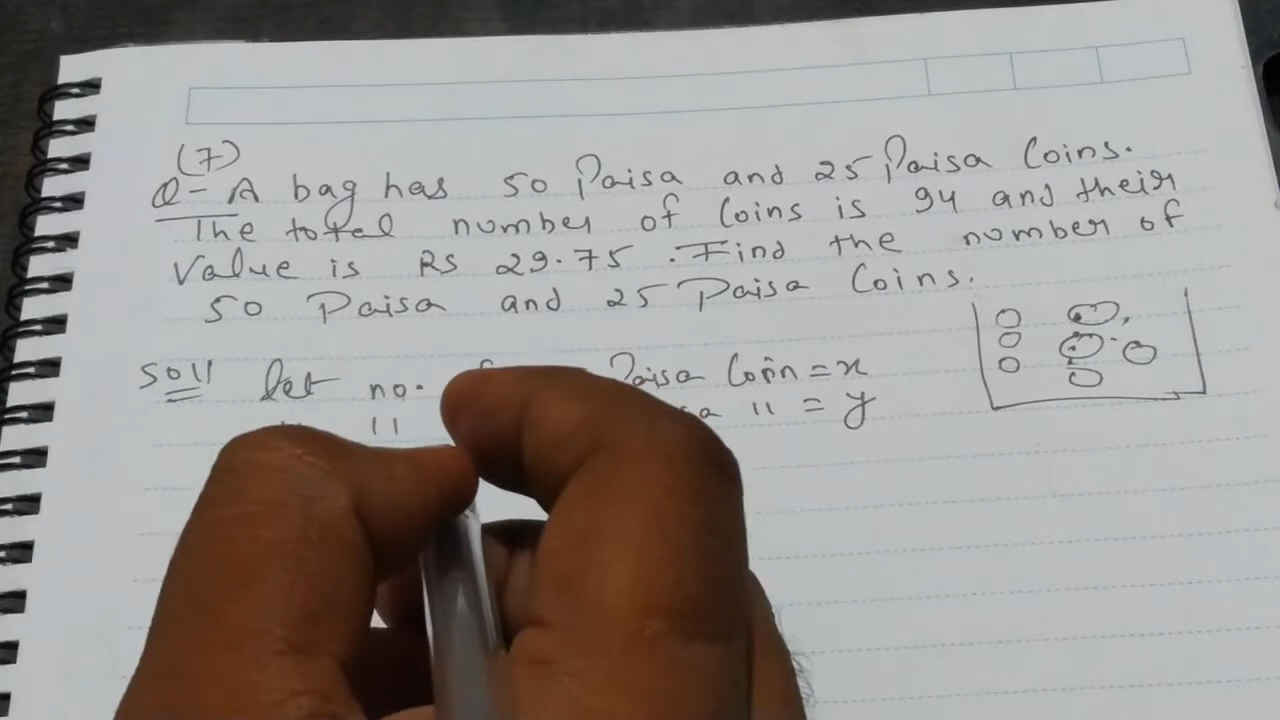 (7)
Q- A bag has 50 Paisa and 25 Paisa Coins.
The total number of Coins is 94 and their
Value is RS 29.75 . Find the number of
50 Paisa and 25 Paisa Coins.
Soll let no. Paisa Coin = x
" " = y